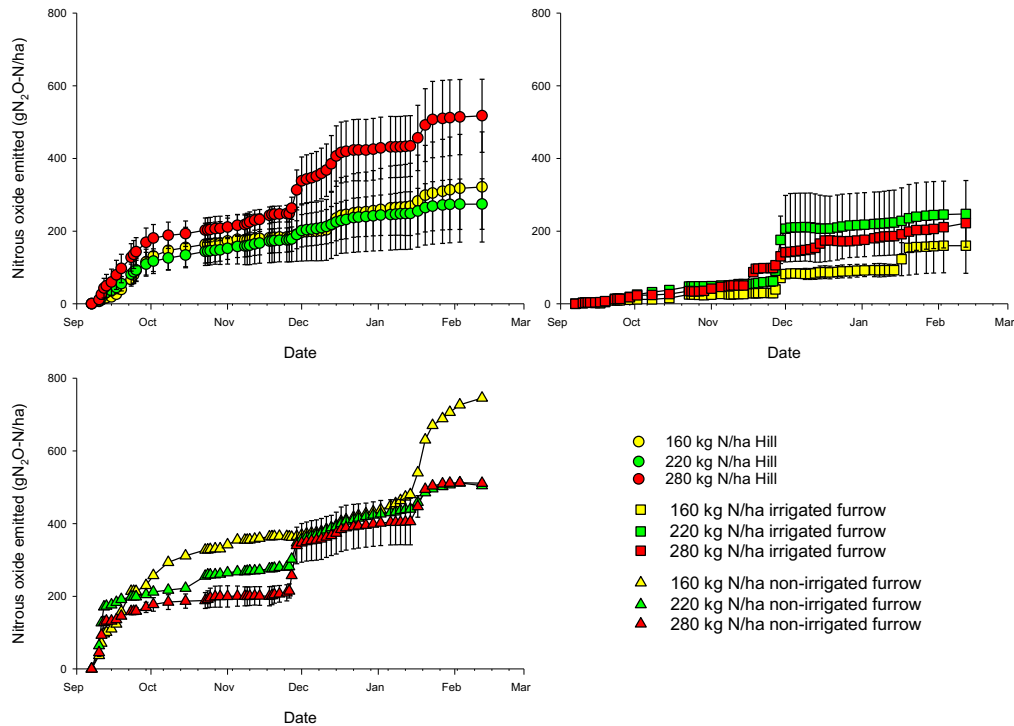 800
600
400
200
0
Sep Oct Nov Dec Jan Feb Mar
Date
Nitrous oxide emitted (gN₂O-N/ha)
800
600
400
200
0
Sep Oct Nov Dec Jan Feb Mar
Date
800
600
400
200
0
Sep Oct Nov Dec Jan Feb Mar
Date
Nitrous oxide emitted (gN₂O-N/ha)
160 kg N/ha Hill
220 kg N/ha Hill
280 kg N/ha Hill
160 kg N/ha irrigated furrow
220 kg N/ha irrigated furrow
280 kg N/ha irrigated furrow
160 kg N/ha non-irrigated furrow
220 kg N/ha non-irrigated furrow
280 kg N/ha non-irrigated furrow